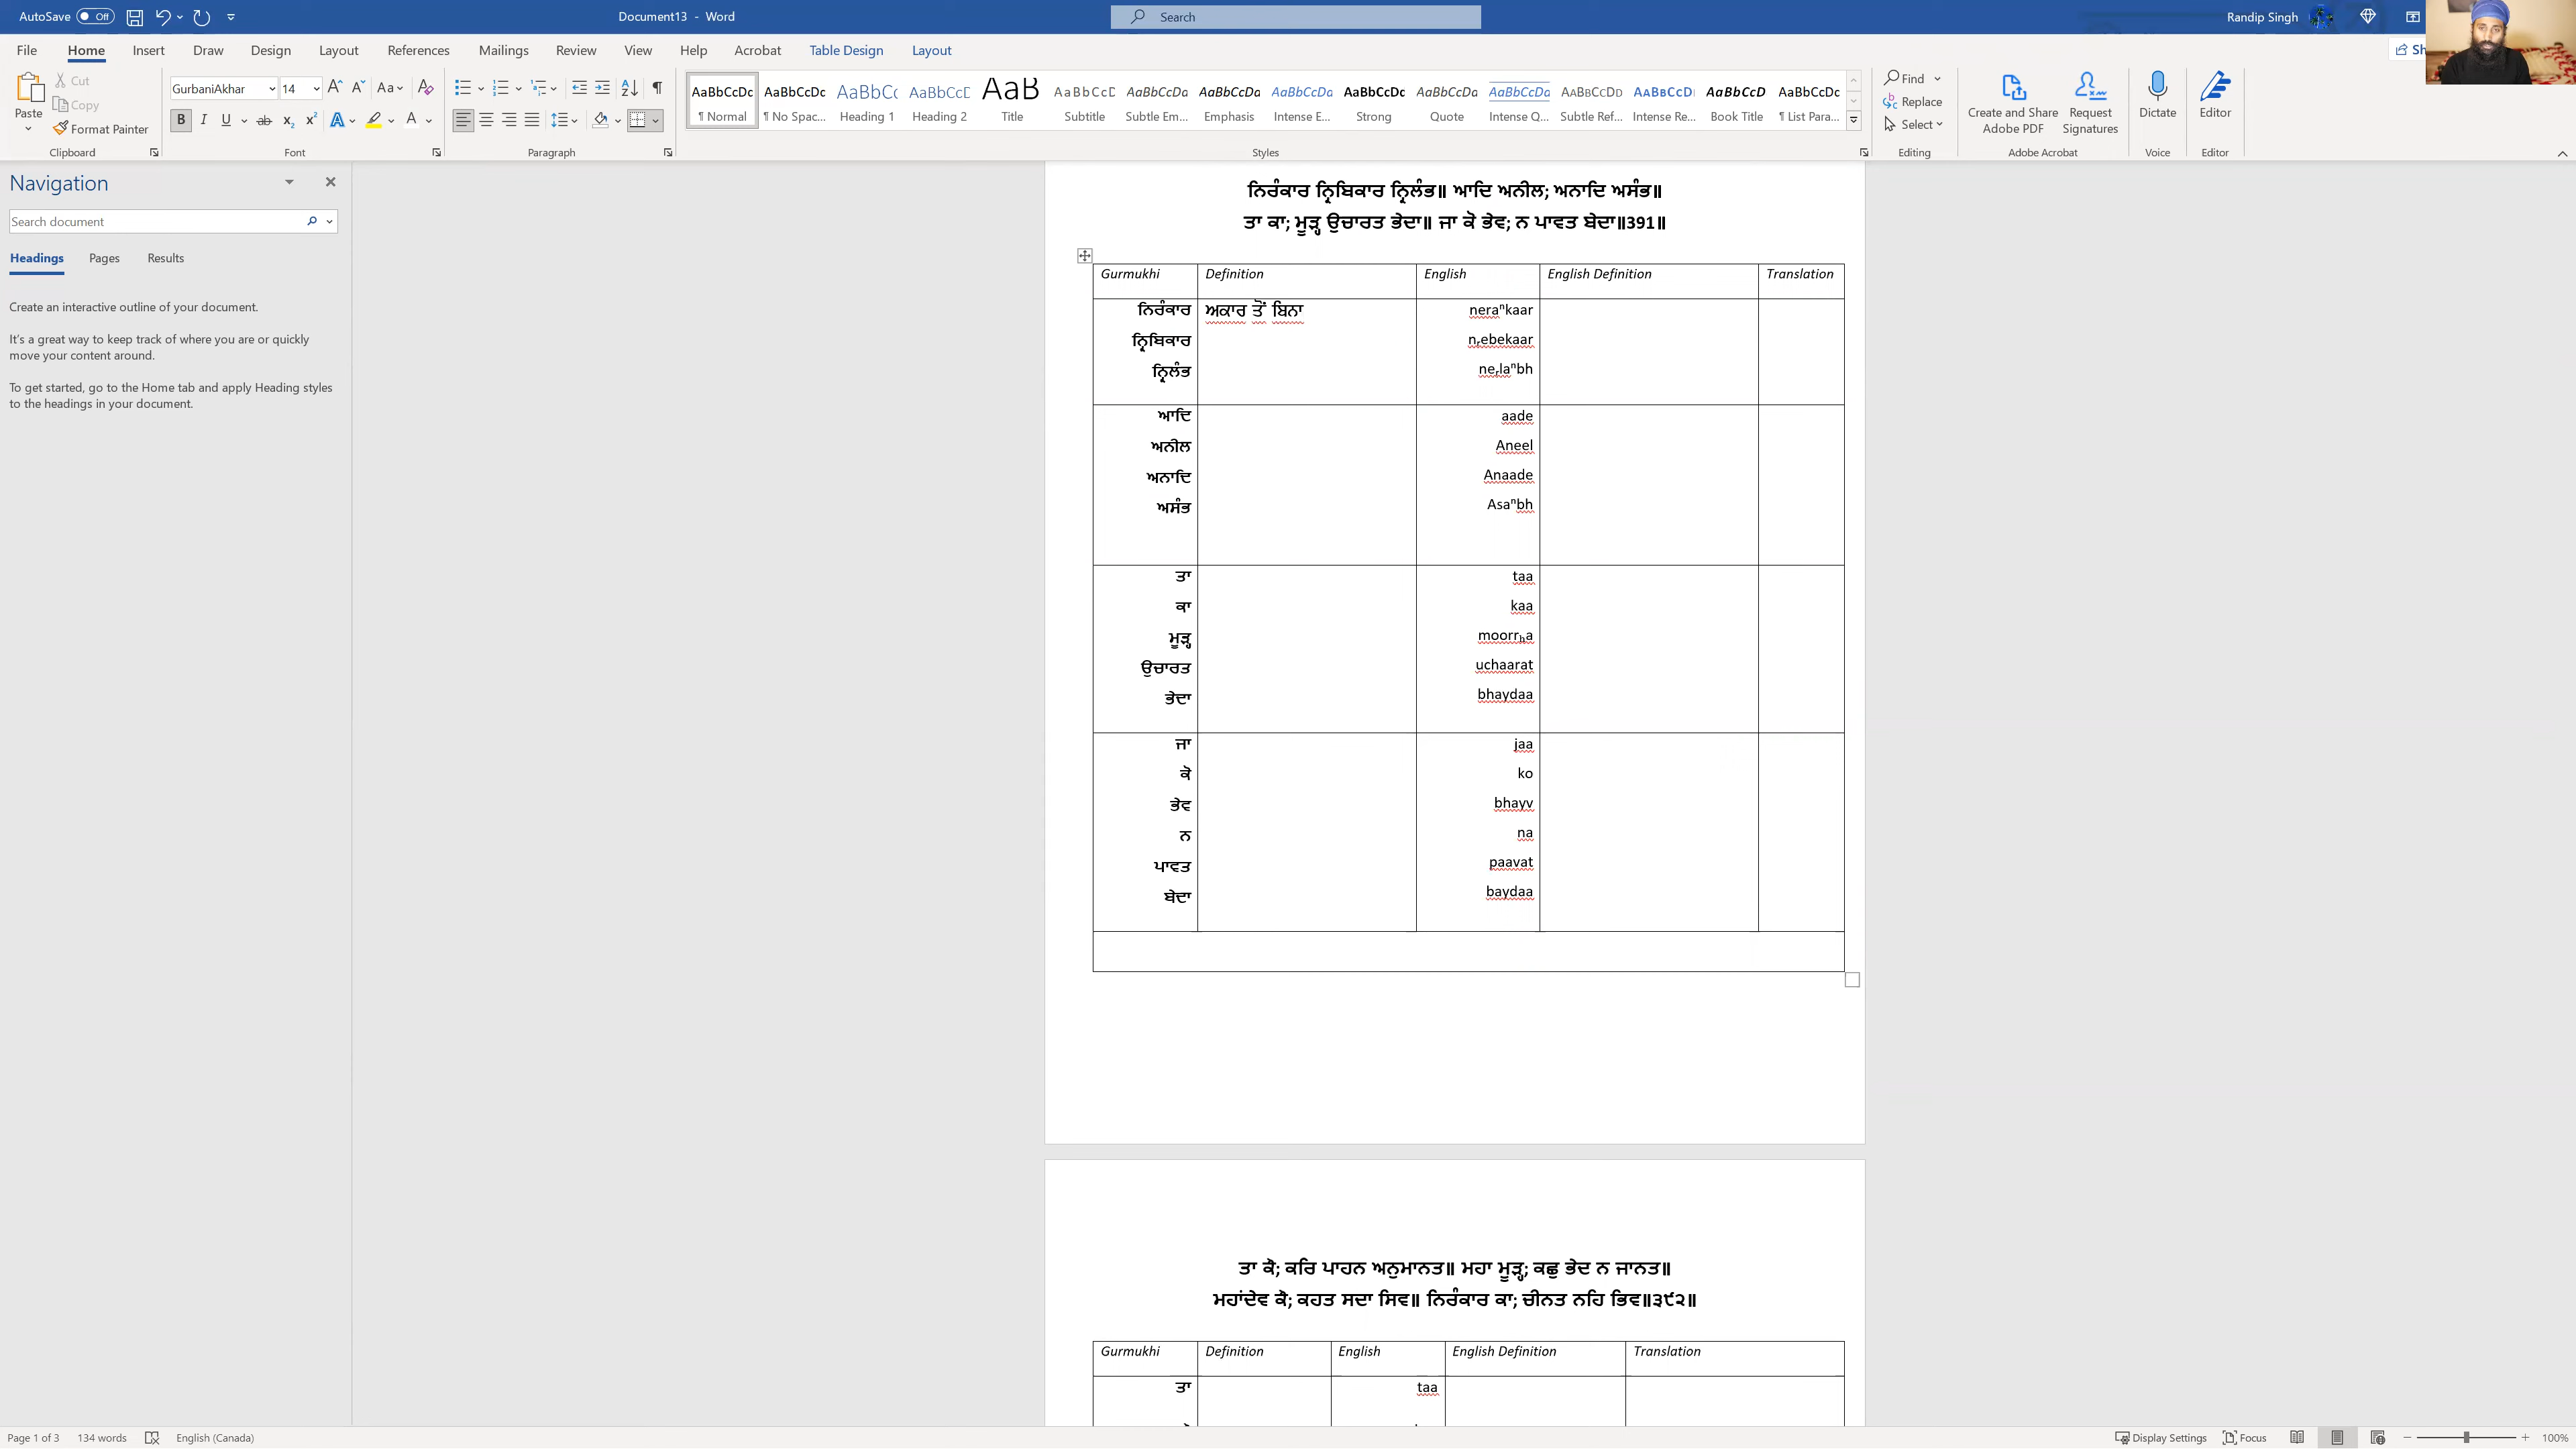 AutoSave Off Document13 - Word Search Randip Singh
File Home Insert Draw Design Layout References Mailings Review View Help Acrobat Table Design Layout
Paste Cut Copy Format Painter Clipboard
GurbaniAkhar 14 Font
Paragraph
AaBbCcDc ¶ Normal
AaBbCcDc ¶ No Spac...
AaBbCc Heading 1
AaBbCcD Heading 2
AaB Title
AaBbCcD Subtitle
AaBbCcDa Subtle Em...
AaBbCcDa Emphasis
AaBbCcDa Intense E...
AaBbCcDc Strong
AaBbCcDa Quote
AaBbCcDa Intense Q...
AaBbCcDd Subtle Ref...
AaBbCcD Intense Re...
AaBbCcD Book Title
AaBbCcDc ¶ List Para...
Styles
Find Replace Select Editing
Create and Share Adobe PDF Request Signatures Adobe Acrobat
Dictate Voice
Editor Editor
Navigation
Search document
Headings Pages Results
Create an interactive outline of your document.
It's a great way to keep track of where you are or quickly
move your content around.
To get started, go to the Home tab and apply Heading styles
to the headings in your document.
ਨਿਰੰਕਾਰ ਨ੍ਰਿਬਿਕਾਰ ਨ੍ਰਿਲੰਭ॥ ਆਦਿ ਅਨੀਲ; ਅਨਾਦਿ ਅਸੰਭ॥
ਤਾ ਕਾ; ਮੂੜ੍ਹ ਉਚਾਰਤ ਭੇਦਾ॥ ਜਾ ਕੋ ਭੇਵ; ਨ ਪਾਵਤ ਬੇਦਾ॥391॥
Gurmukhi Definition English English Definition Translation
ਨਿਰੰਕਾਰ ਅਕਾਰ ਤੋਂ ਬਿਨਾ neraⁿkaar
ਨ੍ਰਿਬਿਕਾਰ nᵣebekaar
ਨ੍ਰਿਲੰਭ neᵣlaⁿbh
ਆਦਿ aade
ਅਨੀਲ Aneel
ਅਨਾਦਿ Anaade
ਅਸੰਭ Asaⁿbh
ਤਾ taa
ਕਾ kaa
ਮੂੜ੍ਹ moorrₕa
ਉਚਾਰਤ uchaarat
ਭੇਦਾ bhaydaa
ਜਾ jaa
ਕੋ ko
ਭੇਵ bhayv
ਨ na
ਪਾਵਤ paavat
ਬੇਦਾ baydaa
ਤਾ ਕੋ; ਕਰਿ ਪਾਹਨ ਅਨੁਮਾਨਤ॥ ਮਹਾ ਮੂੜ੍ਹ; ਕਛੁ ਭੇਦ ਨ ਜਾਨਤ॥
ਮਹਾਂਦੇਵ ਕੋ; ਕਹਤ ਸਦਾ ਸਿਵ॥ ਨਿਰੰਕਾਰ ਕਾ; ਚੀਨਤ ਨਹਿ ਭਿਵ॥੩੯੨॥
Gurmukhi Definition English English Definition Translation
ਤਾ taa
Page 1 of 3 134 words English (Canada) Display Settings Focus 100%